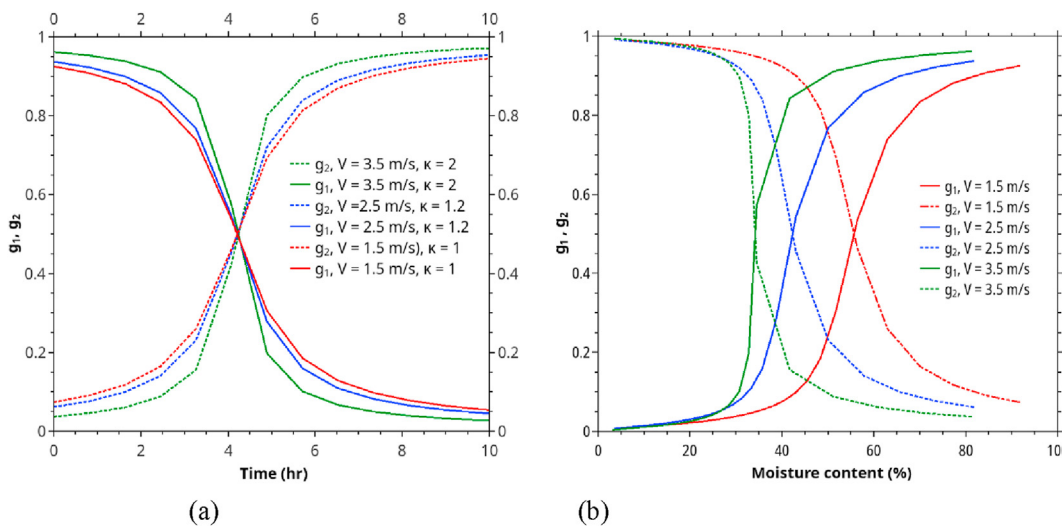 0 2 4 6 8 10
1 1
0.8 0.8
0.6 0.6
0.4 0.4
0.2 0.2
0 0
0 2 4 6 8 10
g₁, g₂
Time (hr)
g₂, V = 3.5 m/s, κ = 2
g₁, V = 3.5 m/s, κ = 2
g₂, V =2.5 m/s, κ = 1.2
g₁, V = 2.5 m/s, κ = 1.2
g₂, V = 1.5 m/s), κ = 1
g₁, V = 1.5 m/s, κ = 1
(a)
1
0.8
0.6
0.4
0.2
0
0 20 40 60 80 10
g₁, g₂
Moisture content (%)
g₁, V = 1.5 m/s
g₂, V = 1.5 m/s
g₁, V = 2.5 m/s
g₂, V = 2.5 m/s
g₁, V = 3.5 m/s
g₂, V = 3.5 m/s
(b)